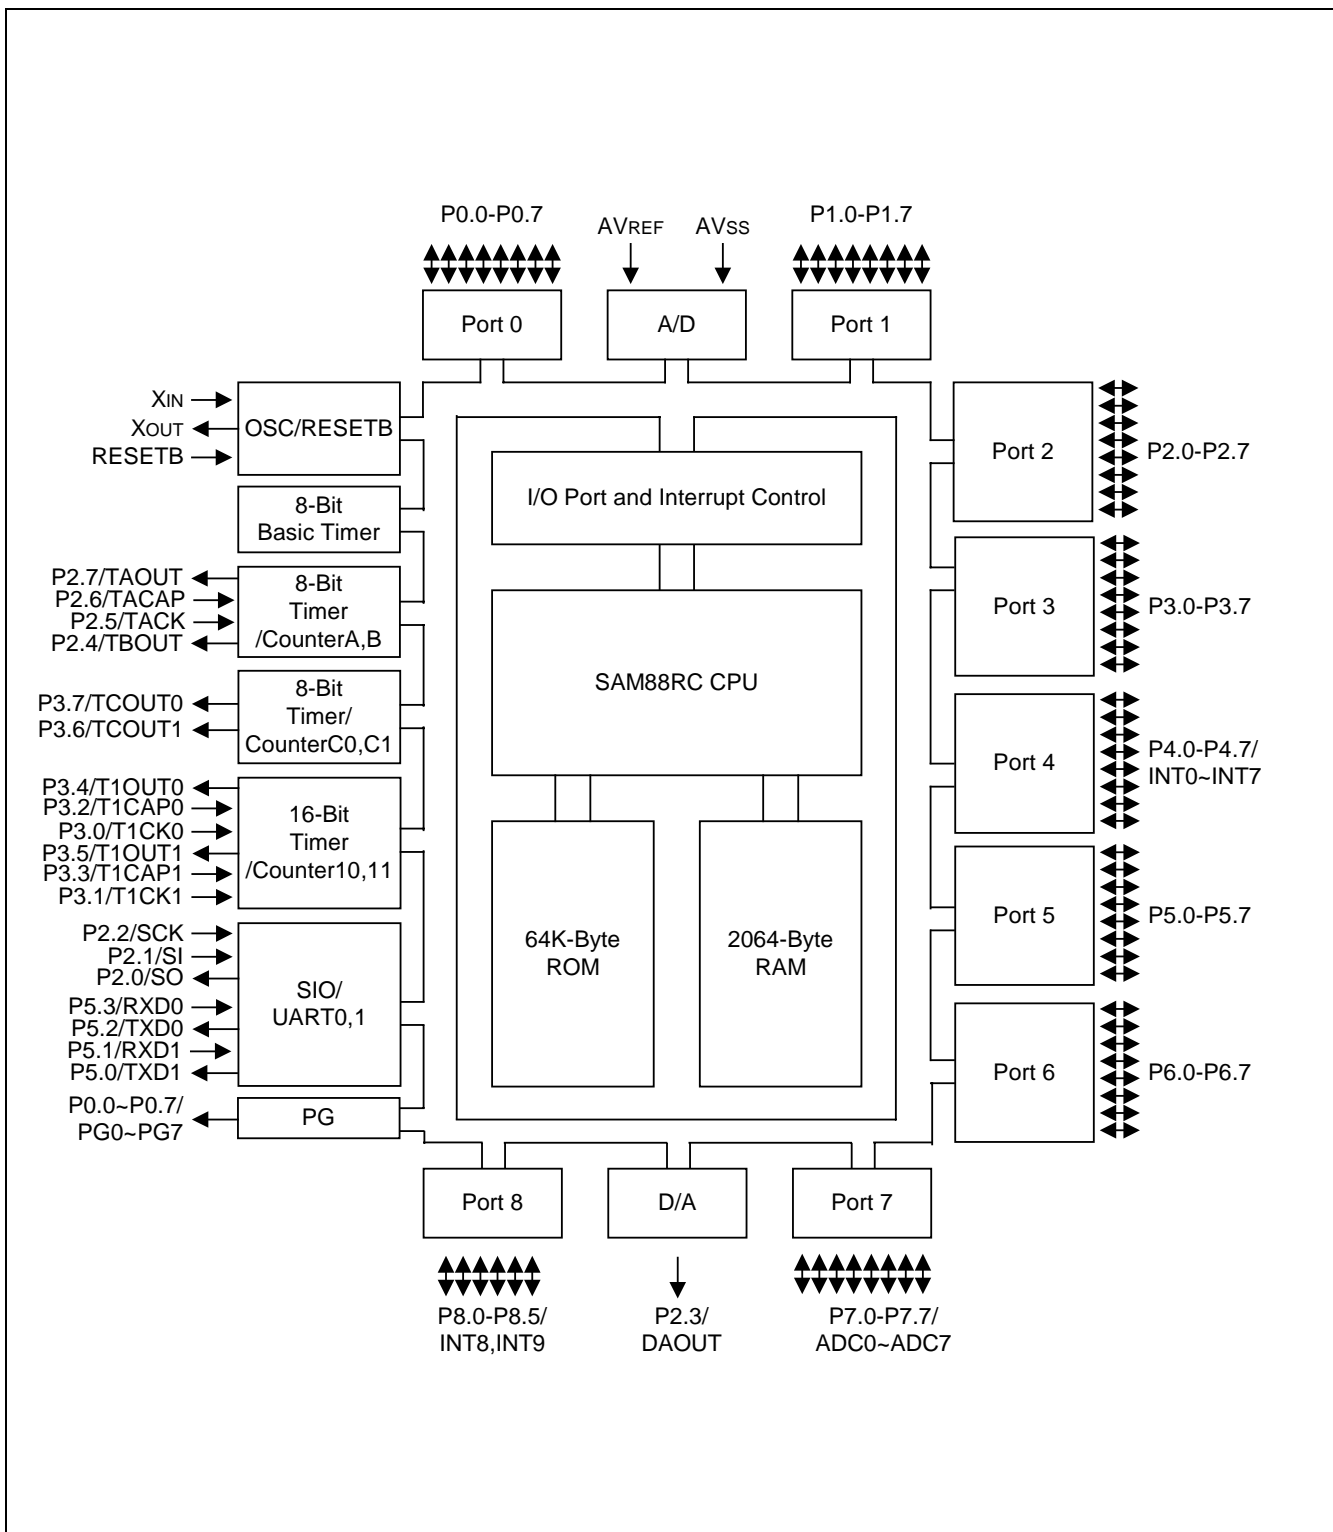 P0.0-P0.7
AVREF
AVSS
P1.0-P1.7
Port 0
A/D
Port 1
XIN
XOUT
RESETB
OSC/RESETB
Port 2
P2.0-P2.7
I/O Port and Interrupt Control
8-Bit
Basic Timer
P2.7/TAOUT
P2.6/TACAP
P2.5/TACK
P2.4/TBOUT
8-Bit
Timer
/CounterA,B
Port 3
P3.0-P3.7
SAM88RC CPU
P3.7/TCOUT0
P3.6/TCOUT1
8-Bit
Timer/
CounterC0,C1
Port 4
P4.0-P4.7/
INT0~INT7
P3.4/T1OUT0
P3.2/T1CAP0
P3.0/T1CK0
P3.5/T1OUT1
P3.3/T1CAP1
P3.1/T1CK1
16-Bit
Timer
/Counter10,11
Port 5
P5.0-P5.7
64K-Byte
ROM
2064-Byte
RAM
P2.2/SCK
P2.1/SI
P2.0/SO
P5.3/RXD0
P5.2/TXD0
P5.1/RXD1
P5.0/TXD1
SIO/
UART0,1
Port 6
P6.0-P6.7
P0.0~P0.7/
PG0~PG7
PG
Port 8
D/A
Port 7
P8.0-P8.5/
INT8,INT9
P2.3/
DAOUT
P7.0-P7.7/
ADC0~ADC7